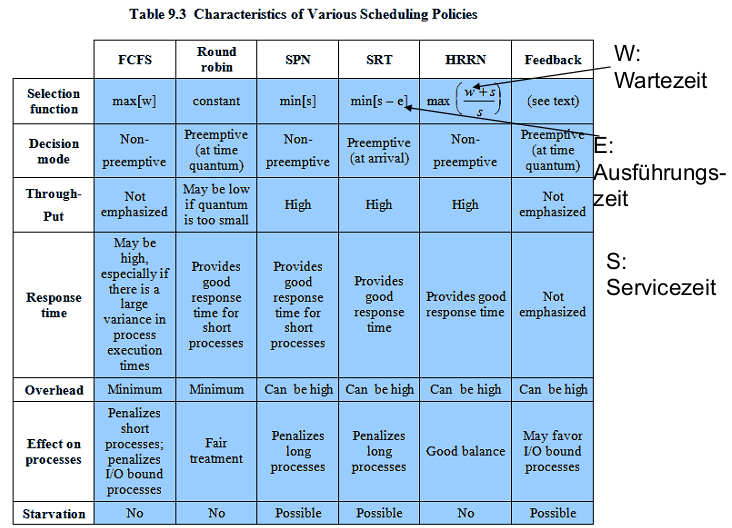 Table 9.3 Characteristics of Various Scheduling Policies
FCFS
Round
robin
SPN
SRT
HRRN
Feedback
W:
Wartezeit
Selection
function
max[w]
constant
min[s]
min[s – e]
max (w + s / s)
(see text)
Decision
mode
Non-
preemptive
Preemptive
(at time
quantum)
Non-
preemptive
Preemptive
(at arrival)
Non-
preemptive
Preemptive
(at time
quantum)
E:
Ausführungs-
zeit
Through-
Put
Not
emphasized
May be low
if quantum
is too small
High
High
High
Not
emphasized
Response
time
May be
high,
especially if
there is a
large
variance in
process
execution
times
Provides
good
response
time for
short
processes
Provides
good
response
time for
short
processes
Provides
good
response
time
Provides good
response time
Not
emphasized
S:
Servicezeit
Overhead
Minimum
Minimum
Can be high
Can be high
Can be high
Can be high
Effect on
processes
Penalizes
short
processes;
penalizes
I/O bound
processes
Fair
treatment
Penalizes
long
processes
Penalizes
long
processes
Good balance
May favor
I/O bound
processes
Starvation
No
No
Possible
Possible
No
Possible